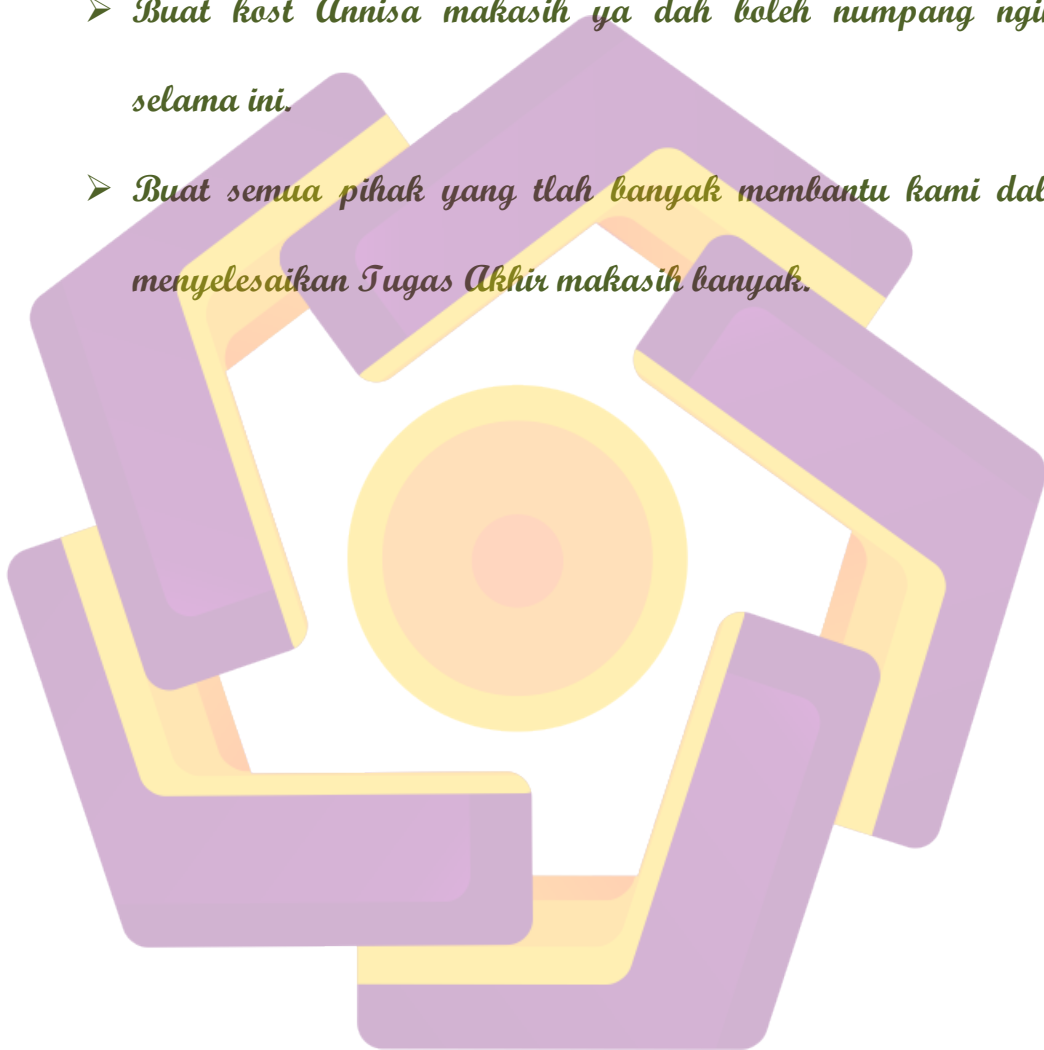 ➢ Buat kost Annisa makasih ya dah boleh numpang
selama ini.
➢ Buat semua pihak yang tlah banyak membantu kami
menyelesaikan Tugas Akhir makasih banyak.